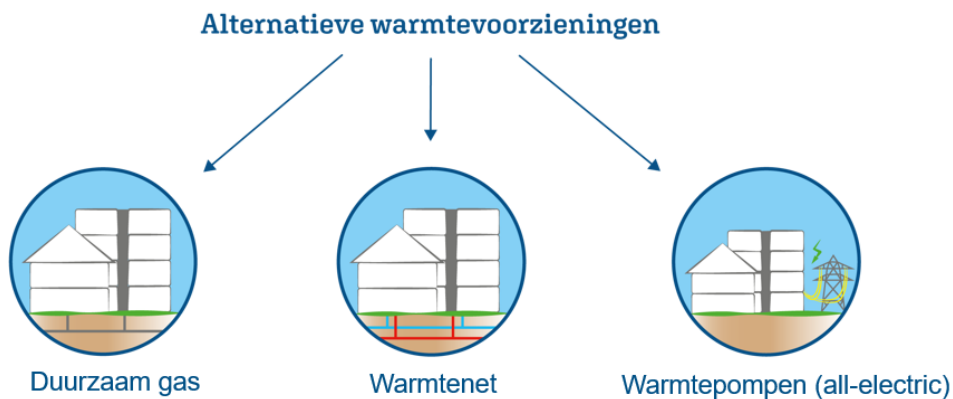 Alternatieve warmtevoorzieningen
Duurzaam gas
Warmtenet
Warmtepompen (all-electric)